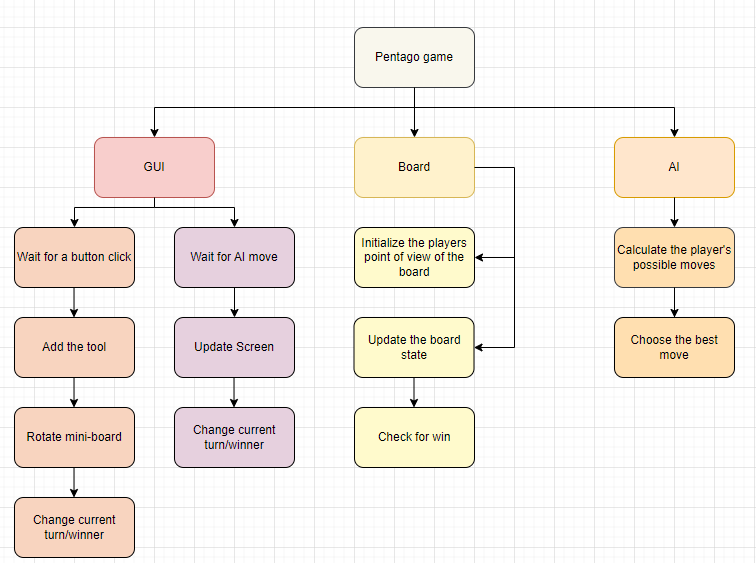 Pentago game
GUI
Board
AI
Wait for a button click
Wait for AI move
Initialize the players
point of view of the
board
Calculate the player's
possible moves
Add the tool
Update Screen
Update the board
state
Choose the best
move
Rotate mini-board
Change current
turn/winner
Check for win
Change current
turn/winner